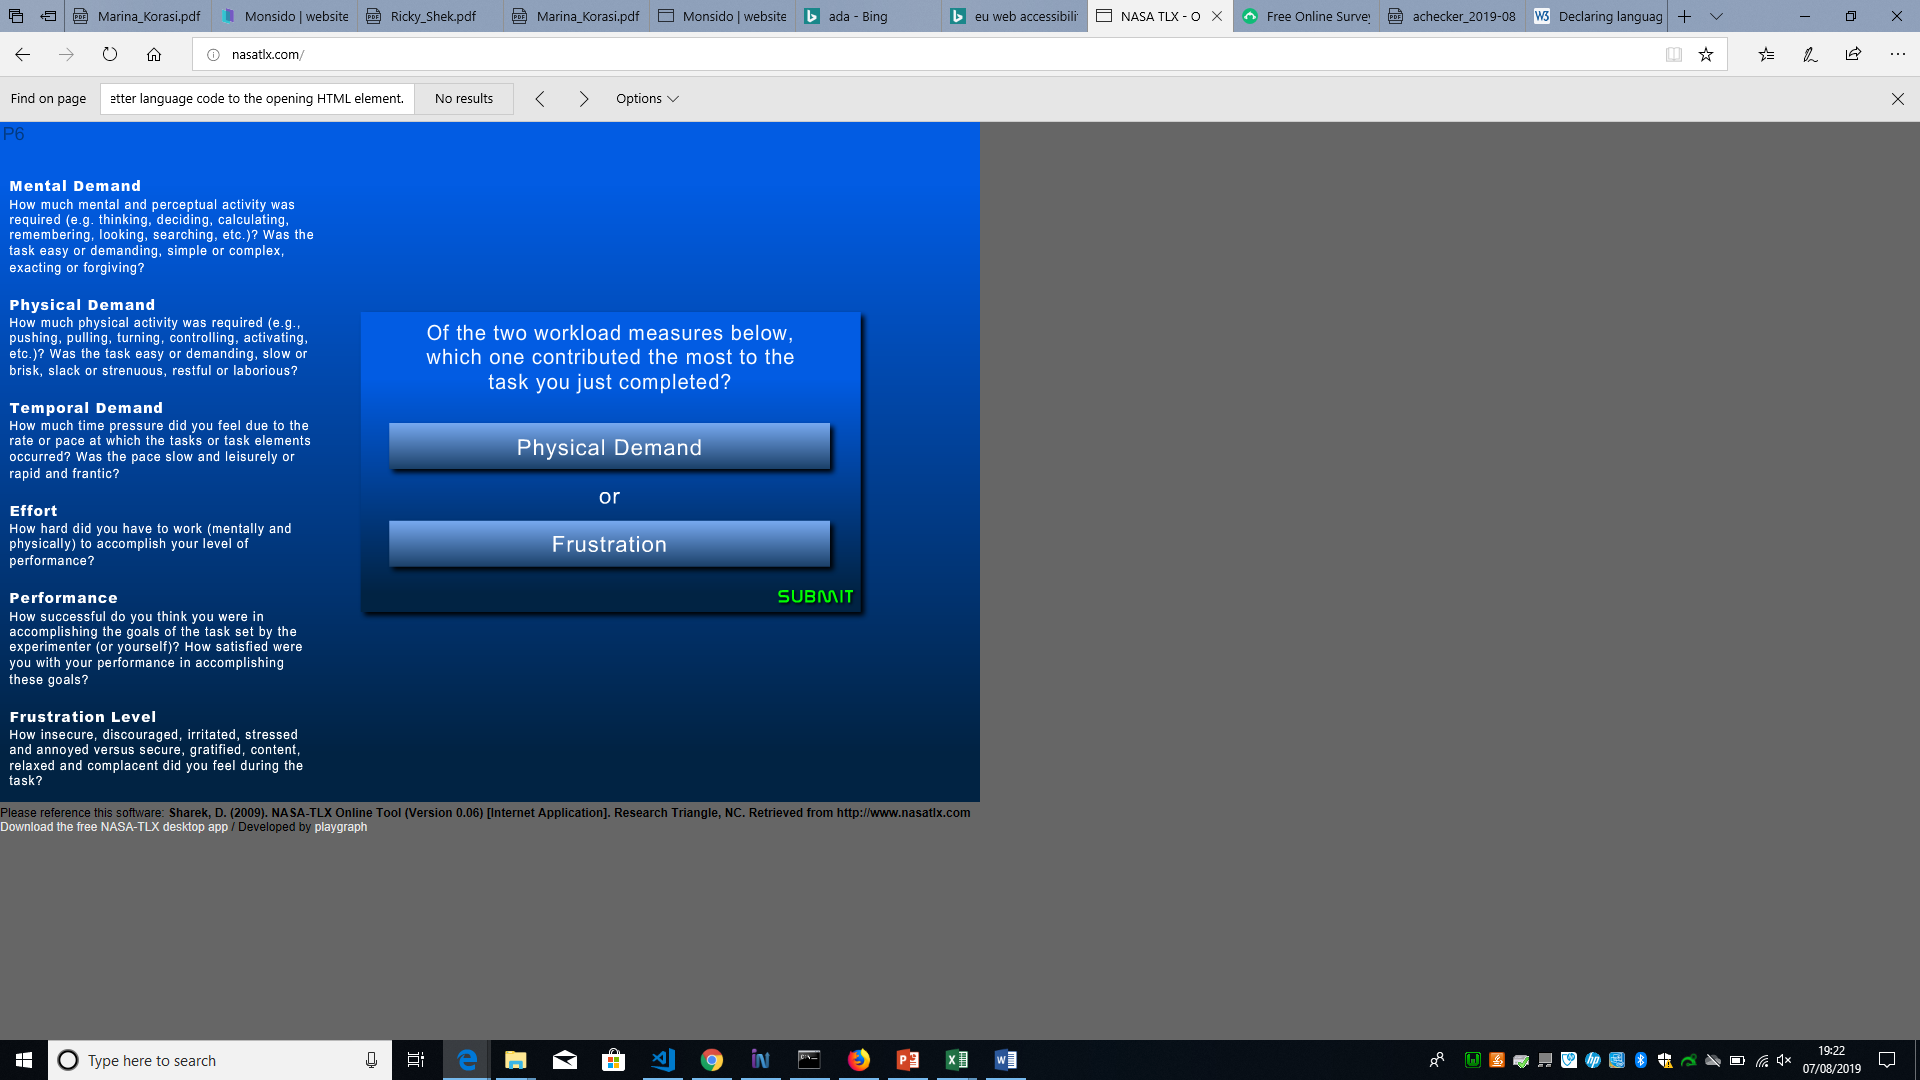 Marina_Korasi.pdf
Monsido | website
Ricky_Shek.pdf
Marina_Korasi.pdf
Monsido | website
ada - Bing
eu web accessibili
NASA TLX - O
Free Online Survey
achecker_2019-08
Declaring languag
nasatlx.com/
Find on page
etter language code to the opening HTML element.
No results
Options
P6
Mental Demand
How much mental and perceptual activity was
required (e.g. thinking, deciding, calculating,
remembering, looking, searching, etc.)? Was the
task easy or demanding, simple or complex,
exacting or forgiving?
Physical Demand
How much physical activity was required (e.g.,
pushing, pulling, turning, controlling, activating,
etc.)? Was the task easy or demanding, slow or
brisk, slack or strenuous, restful or laborious?
Temporal Demand
How much time pressure did you feel due to the
rate or pace at which the tasks or task elements
occurred? Was the pace slow and leisurely or
rapid and frantic?
Effort
How hard did you have to work (mentally and
physically) to accomplish your level of
performance?
Performance
How successful do you think you were in
accomplishing the goals of the task set by the
experimenter (or yourself)? How satisfied were
you with your performance in accomplishing
these goals?
Frustration Level
How insecure, discouraged, irritated, stressed
and annoyed versus secure, gratified, content,
relaxed and complacent did you feel during the
task?
Of the two workload measures below,
which one contributed the most to the
task you just completed?
Physical Demand
or
Frustration
SUBMIT
Please reference this software: Sharek, D. (2009). NASA-TLX Online Tool (Version 0.06) [Internet Application]. Research Triangle, NC. Retrieved from http://www.nasatlx.com
Download the free NASA-TLX desktop app / Developed by playgraph
Type here to search
19:22
07/08/2019